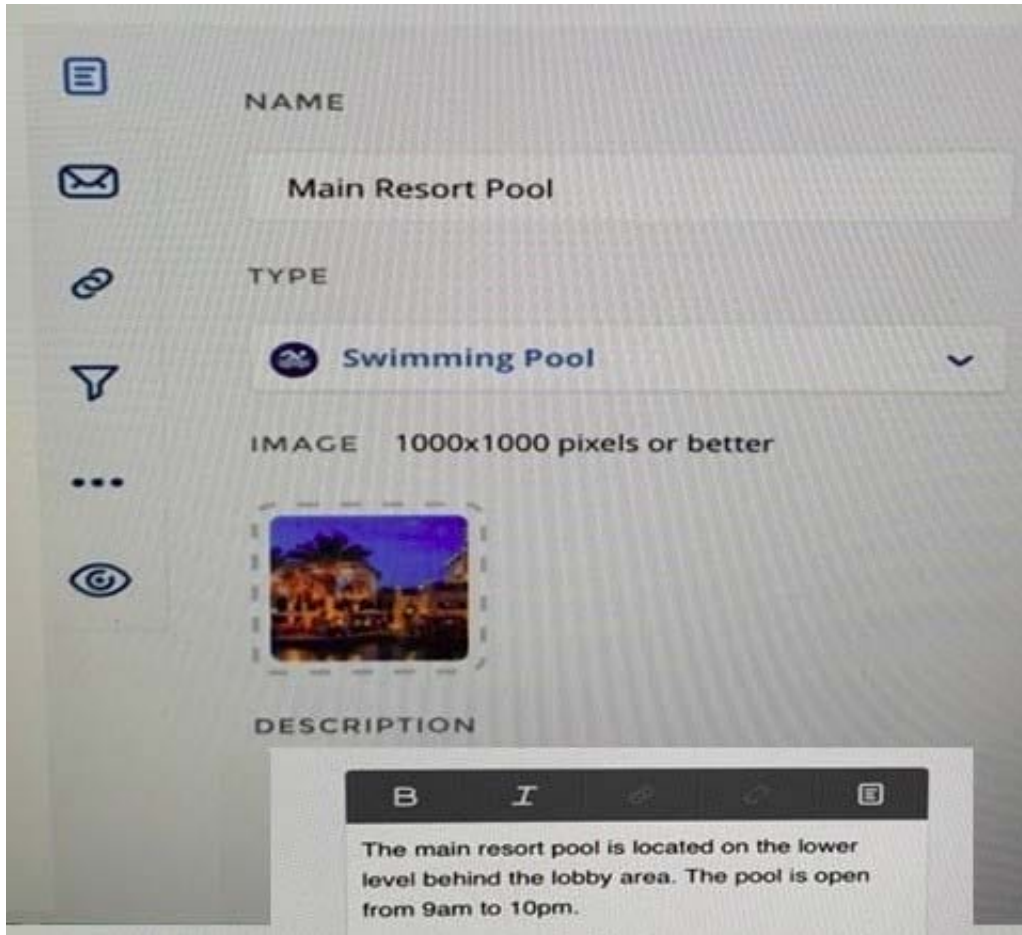 NAME
Main Resort Pool
TYPE
Swimming Pool
IMAGE 1000x1000 pixels or better
DESCRIPTION
B I
The main resort pool is located on the lower
level behind the lobby area. The pool is open
from 9am to 10pm.